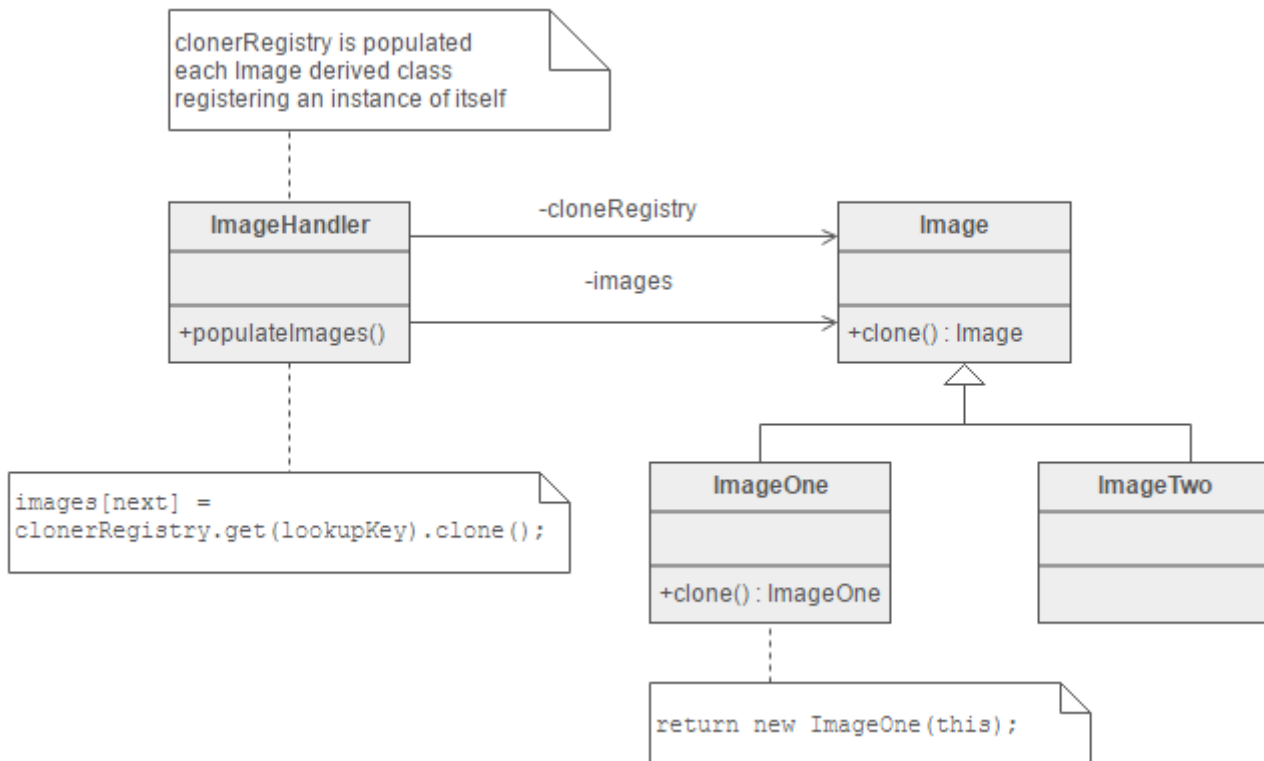 clonerRegistry is populated
each Image derived class
registering an instance of itself
ImageHandler
+populateImages()
-cloneRegistry
-images
Image
+clone() : Image
images[next] =
clonerRegistry.get(lookupKey).clone();
ImageOne
+clone() : ImageOne
ImageTwo
return new ImageOne(this);